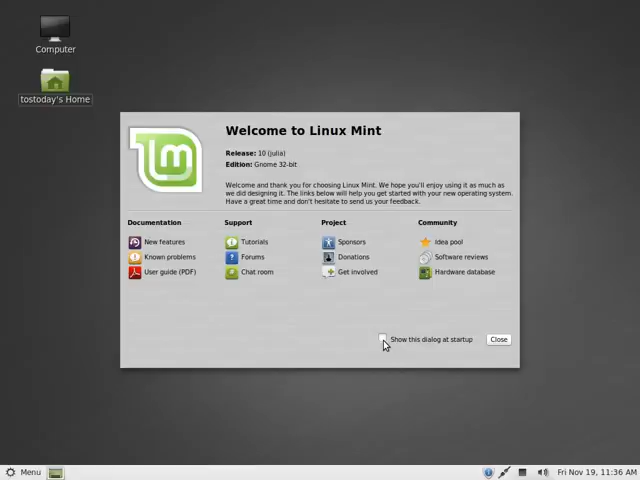 Computer
tostoday's Home
Welcome to Linux Mint
Release: 10 (julia)
Edition: Gnome 32-bit
Welcome and thank you for choosing Linux Mint. We hope you'll enjoy using it as much as
we did designing it. The links below will help you get started with your new operating system.
Have a great time and don't hesitate to send us your feedback.
Documentation Support Project Community
New features Tutorials Sponsors Idea pool
Known problems Forums Donations Software reviews
User guide (PDF) Chat room Get involved Hardware database
Show this dialog at startup Close
Menu Fri Nov 19, 11:36 AM